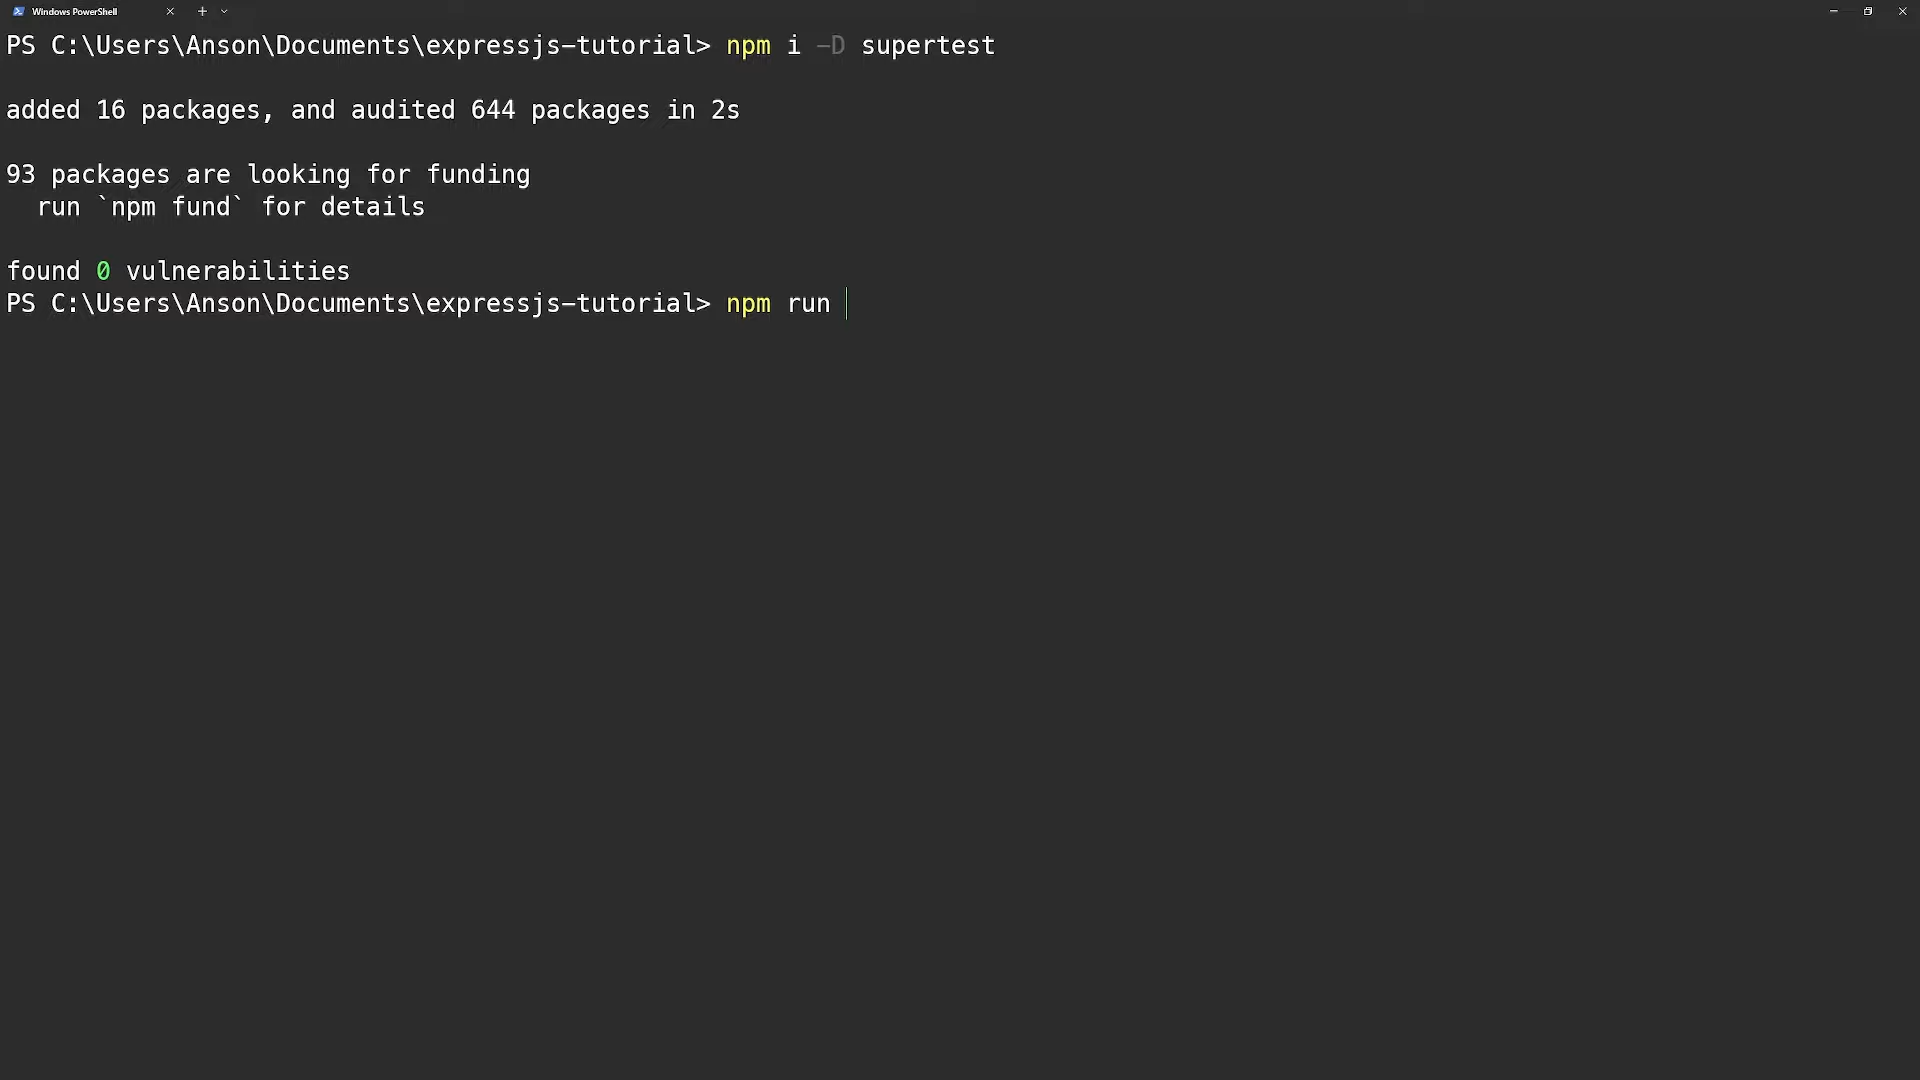 Windows PowerShell
PS C:\Users\Anson\Documents\expressjs-tutorial> npm i -D supertest
added 16 packages, and audited 644 packages in 2s
93 packages are looking for funding
run `npm fund` for details
found 0 vulnerabilities
PS C:\Users\Anson\Documents\expressjs-tutorial> npm run